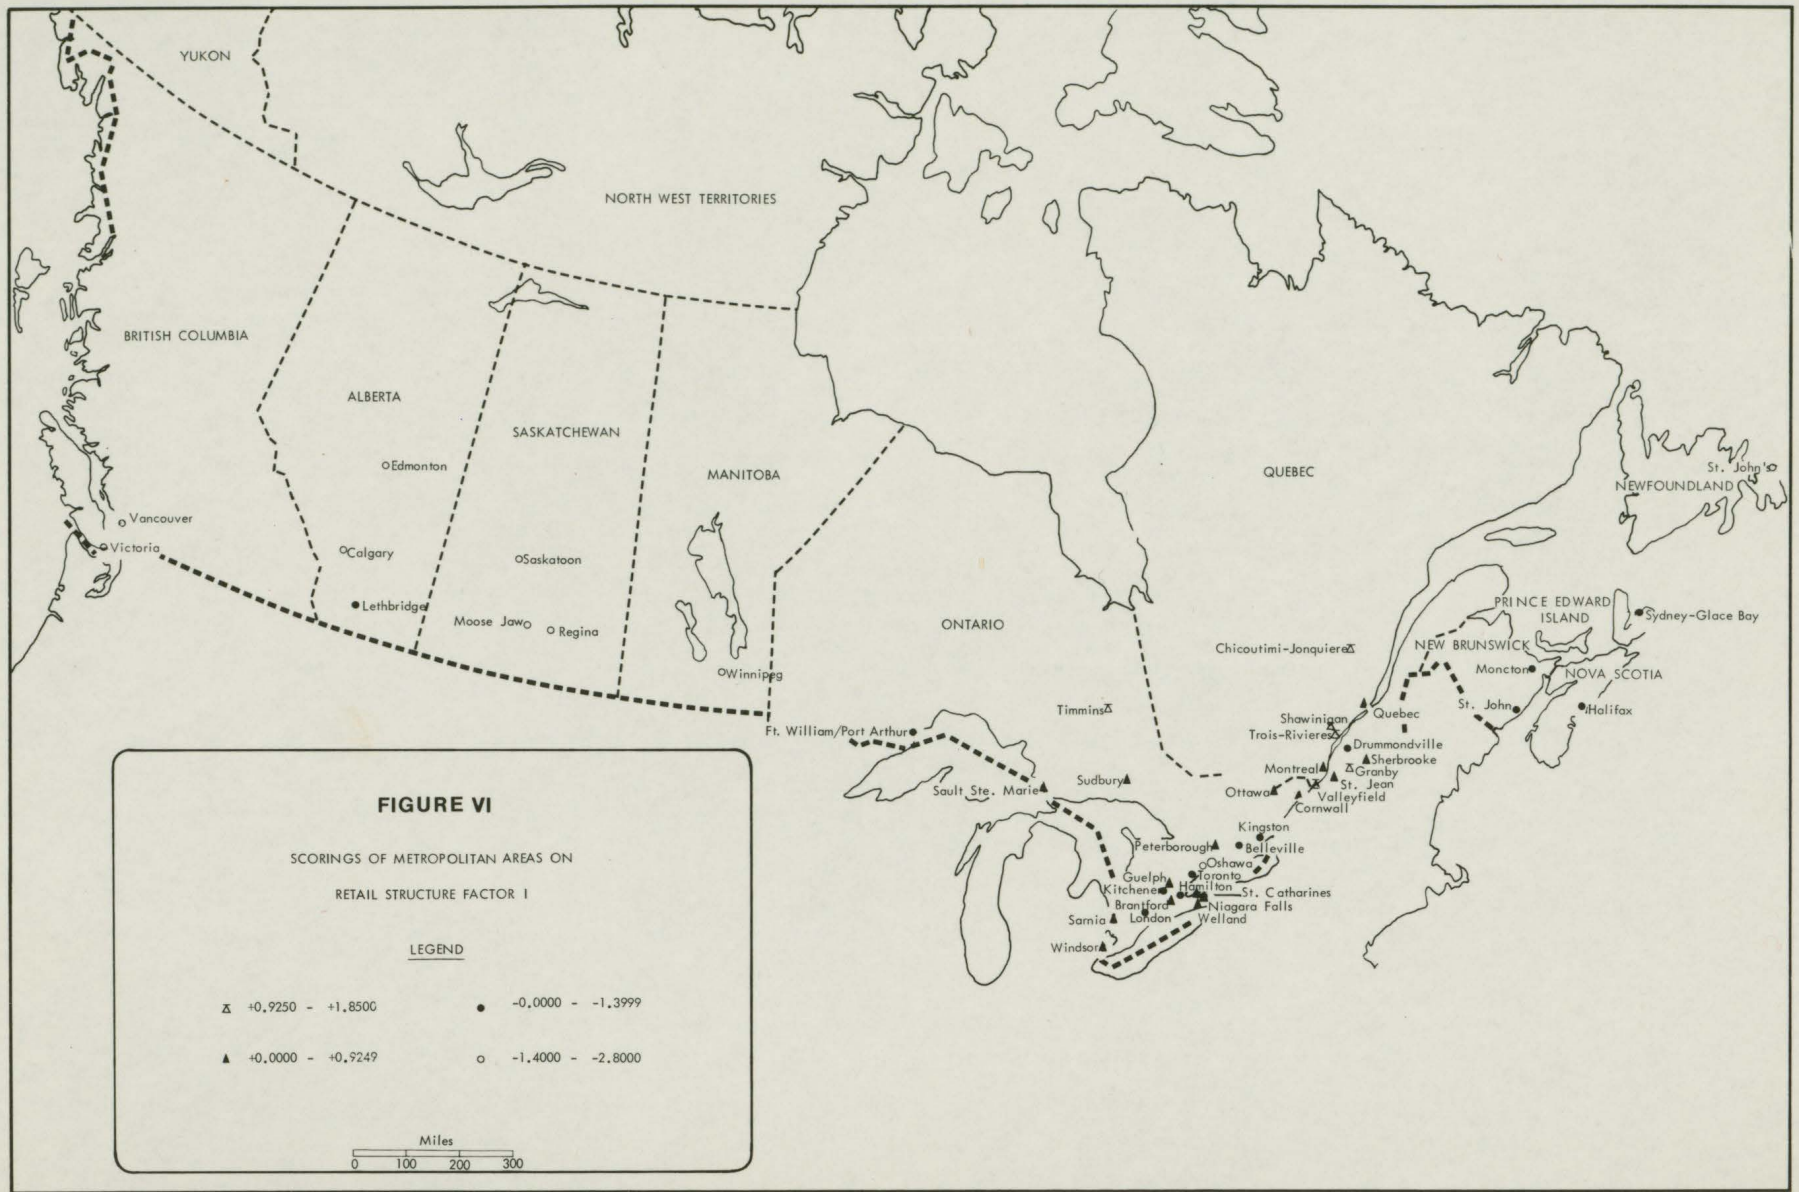 YUKON
NORTH WEST TERRITORIES
BRITISH COLUMBIA
ALBERTA
SASKATCHEWAN
Edmonton
MANITOBA
QUEBEC
St. John's
NEWFOUNDLAND
Vancouver
Victoria
Calgary
Saskatoon
Lethbridge
Moose Jaw
Regina
ONTARIO
PRINCE EDWARD
ISLAND
Sydney-Glace Bay
Chicoutimi-Jonquiere
NEW BRUNSWICK
Moncton
NOVA SCOTIA
Winnipeg
Timmins
St. John
Halifax
Quebec
Shawinigan
Ft. William/Port Arthur
Trois-Rivieres
Drummondville
Sherbrooke
Montreal
Granby
Sudbury
St. Jean
Sault Ste. Marie
Ottawa
Valleyfield
Cornwall
Kingston
Peterborough
Belleville
Oshawa
Toronto
Guelph
Kitchener
Hamilton
St. Catharines
Brantford
Niagara Falls
Sarnia
London
Welland
Windsor
FIGURE VI
SCORINGS OF METROPOLITAN AREAS ON
RETAIL STRUCTURE FACTOR I
LEGEND
+0.9250 - +1.8500
-0.0000 - -1.3999
+0.0000 - +0.9249
-1.4000 - -2.8000
Miles
0 100 200 300